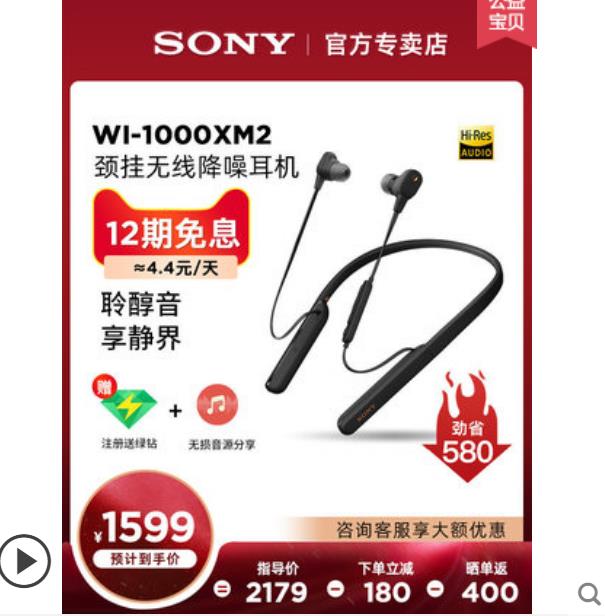 公益
宝贝
SONY | 官方专卖店
WI-1000XM2
颈挂无线降噪耳机
Hi-Res
AUDIO
12期免息
≈4.4元/天
聆醇音
享静界
赠
注册送绿钻
+
无损音源分享
SONY
劲省
580
¥1599
预计到手价
咨询客服享大额优惠
= 指导价 2179 - 下单立减 180 - 晒单返 400